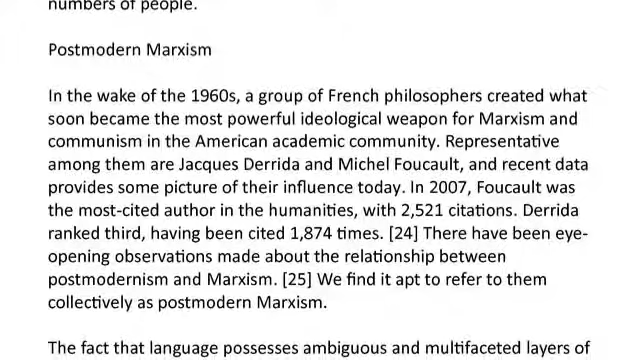 numbers of people.
Postmodern Marxism
In the wake of the 1960s, a group of French philosophers created what
soon became the most powerful ideological weapon for Marxism and
communism in the American academic community. Representative
among them are Jacques Derrida and Michel Foucault, and recent data
provides some picture of their influence today. In 2007, Foucault was
the most-cited author in the humanities, with 2,521 citations. Derrida
ranked third, having been cited 1,874 times. [24] There have been eye-
opening observations made about the relationship between
postmodernism and Marxism. [25] We find it apt to refer to them
collectively as postmodern Marxism.
The fact that language possesses ambiguous and multifaceted layers of